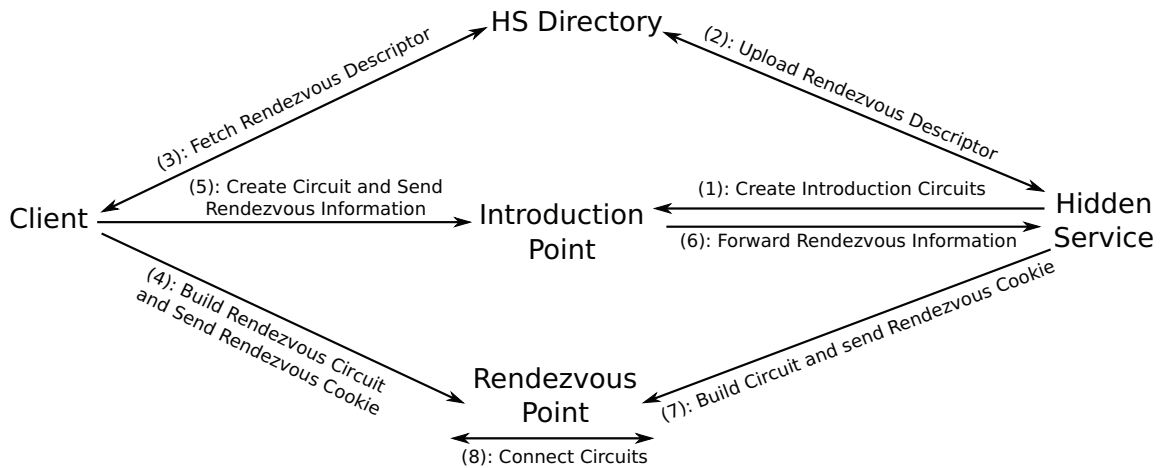 HS Directory
(2): Upload Rendezvous Descriptor
(3): Fetch Rendezvous Descriptor
(5): Create Circuit and Send
Rendezvous Information
(1): Create Introduction Circuits
Client
Introduction
Point
Hidden
Service
(6): Forward Rendezvous Information
(4): Build Rendezvous Circuit
and Send Rendezvous Cookie
(7): Build Circuit and send Rendezvous Cookie
Rendezvous
Point
(8): Connect Circuits